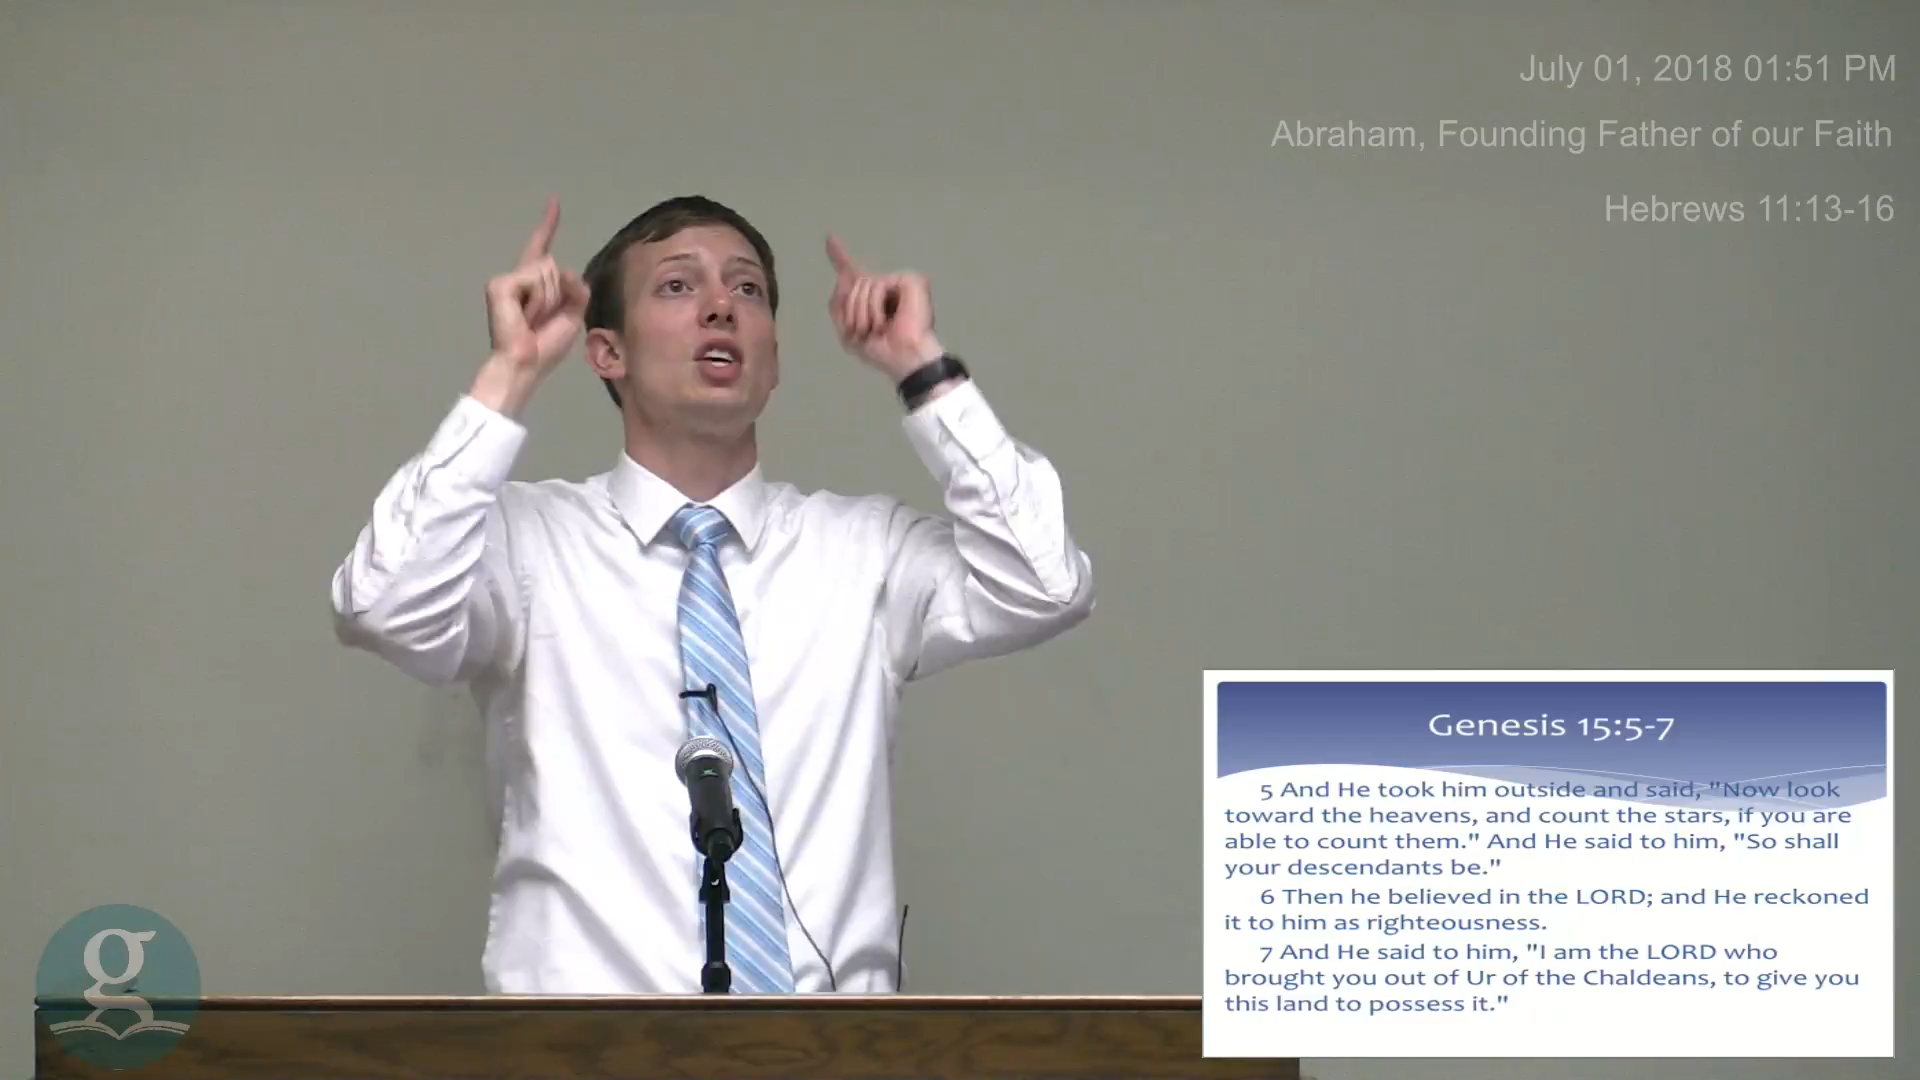 July 01, 2018 01:51 PM
Abraham, Founding Father of our Faith
Hebrews 11:13-16
Genesis 15:5-7
5 And He took him outside and said, "Now look
toward the heavens, and count the stars, if you are
able to count them." And He said to him, "So shall
your descendants be."
6 Then he believed in the LORD; and He reckoned
it to him as righteousness.
7 And He said to him, "I am the LORD who
brought you out of Ur of the Chaldeans, to give you
this land to possess it."
g